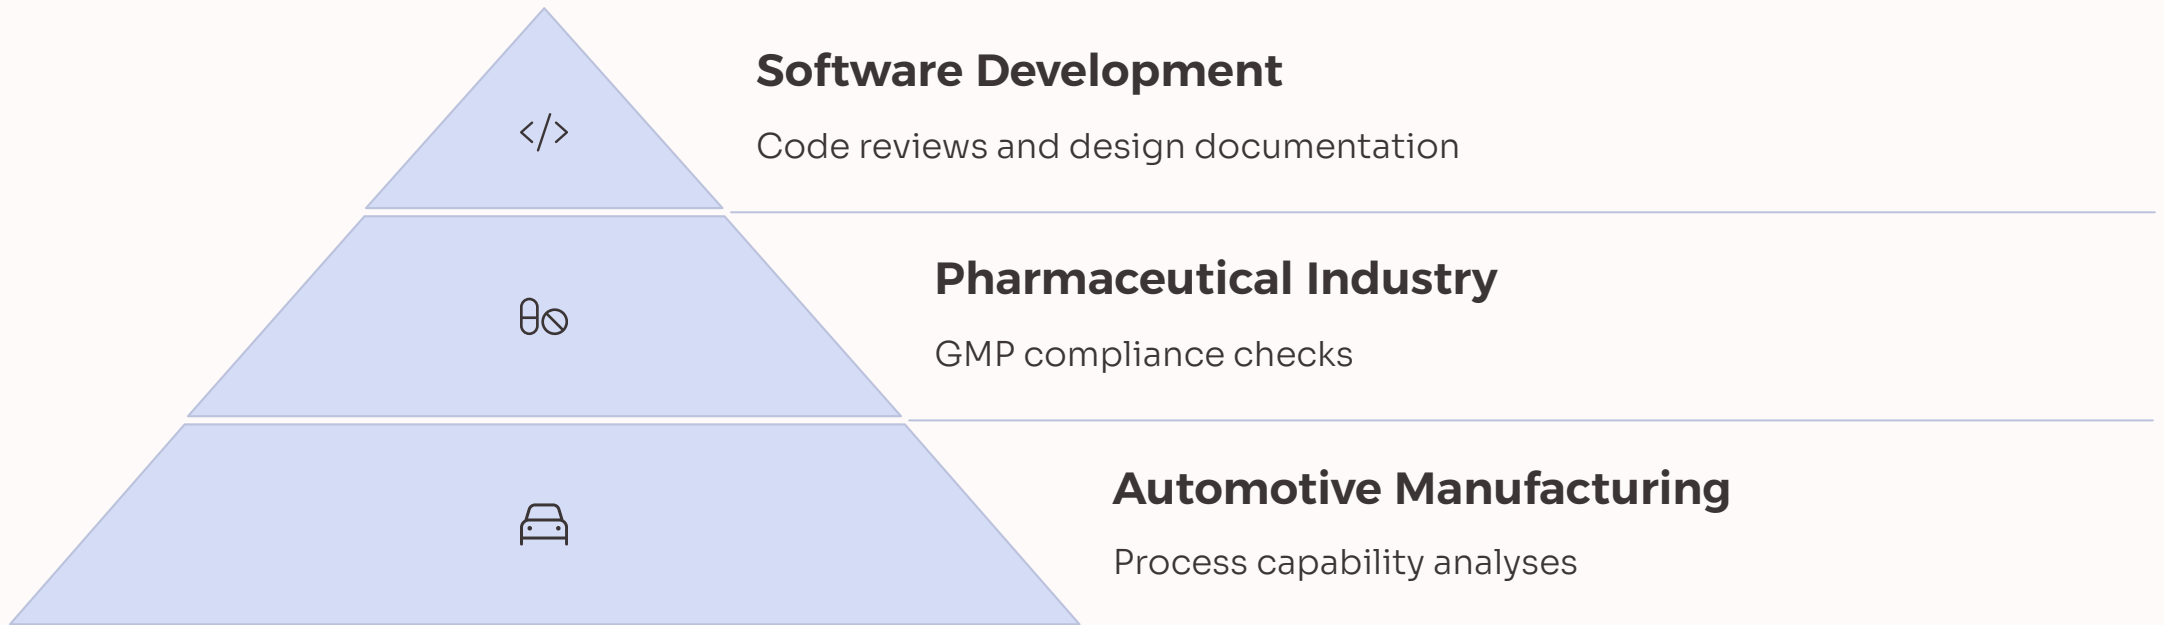 Software Development
Code reviews and design documentation
Pharmaceutical Industry
GMP compliance checks
Automotive Manufacturing
Process capability analyses